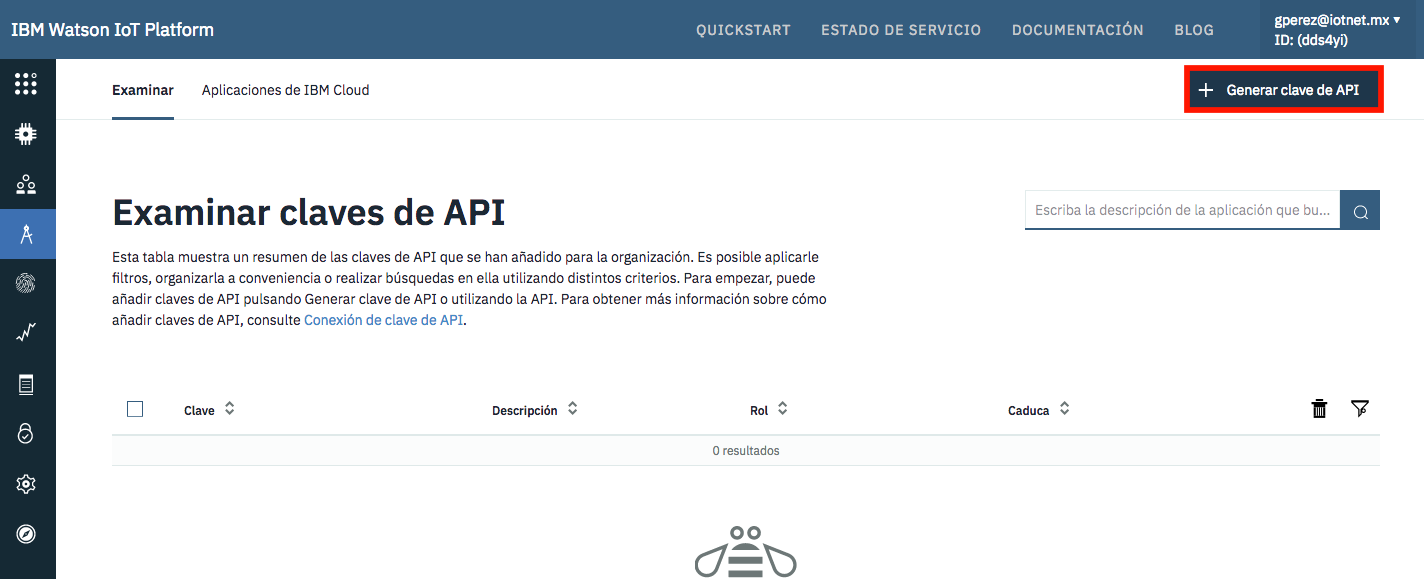 IBM Watson IoT Platform
QUICKSTART
ESTADO DE SERVICIO
DOCUMENTACIÓN
BLOG
gperez@iotnet.mx
ID: (dds4yi)
Examinar
Aplicaciones de IBM Cloud
Generar clave de API
Examinar claves de API
Escriba la descripción de la aplicación que bu...
Esta tabla muestra un resumen de las claves de API que se han añadido para la organización. Es posible aplicarle
filtros, organizarla a conveniencia o realizar búsquedas en ella utilizando distintos criterios. Para empezar, puede
añadir claves de API pulsando Generar clave de API o utilizando la API. Para obtener más información sobre cómo
añadir claves de API, consulte Conexión de clave de API.
Clave
Descripción
Rol
Caduca
0 resultados